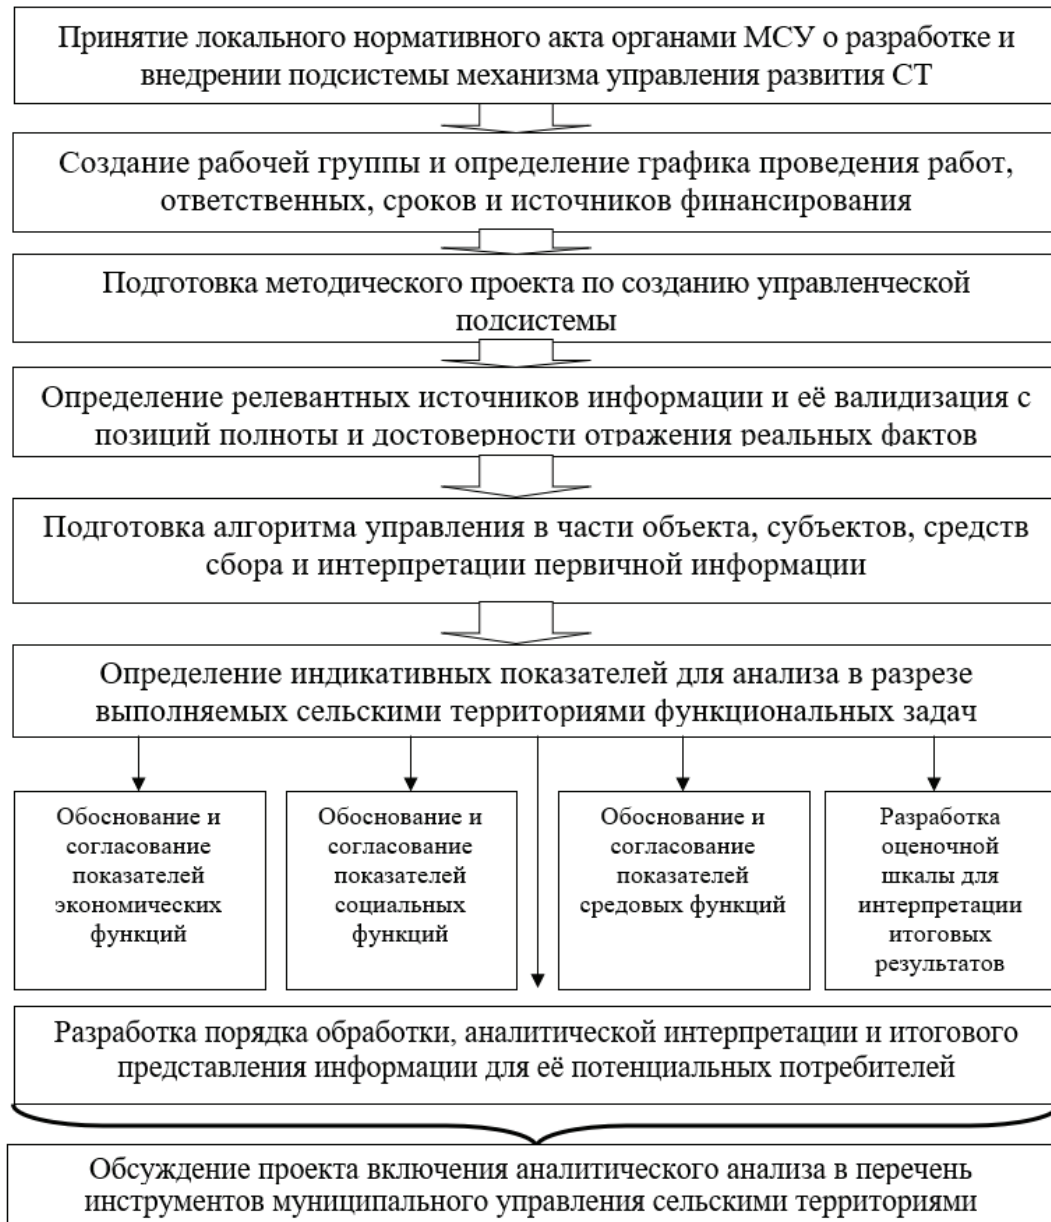 Принятие локального нормативного акта органами МСУ о разработке и
внедрении подсистемы механизма управления развития СТ
Создание рабочей группы и определение графика проведения работ,
ответственных, сроков и источников финансирования
Подготовка методического проекта по созданию управленческой
подсистемы
Определение релевантных источников информации и её валидизация с
позиций полноты и достоверности отражения реальных фактов
Подготовка алгоритма управления в части объекта, субъектов, средств
сбора и интерпретации первичной информации
Определение индикативных показателей для анализа в разрезе
выполняемых сельскими территориями функциональных задач
Обоснование и
согласование
показателей
экономических
функций
Обоснование и
согласование
показателей
социальных
функций
Обоснование и
согласование
показателей
средовых функций
Разработка
оценочной
шкалы для
интерпретации
итоговых
результатов
Разработка порядка обработки, аналитической интерпретации и итогового
представления информации для её потенциальных потребителей
Обсуждение проекта включения аналитического анализа в перечень
инструментов муниципального управления сельскими территориями